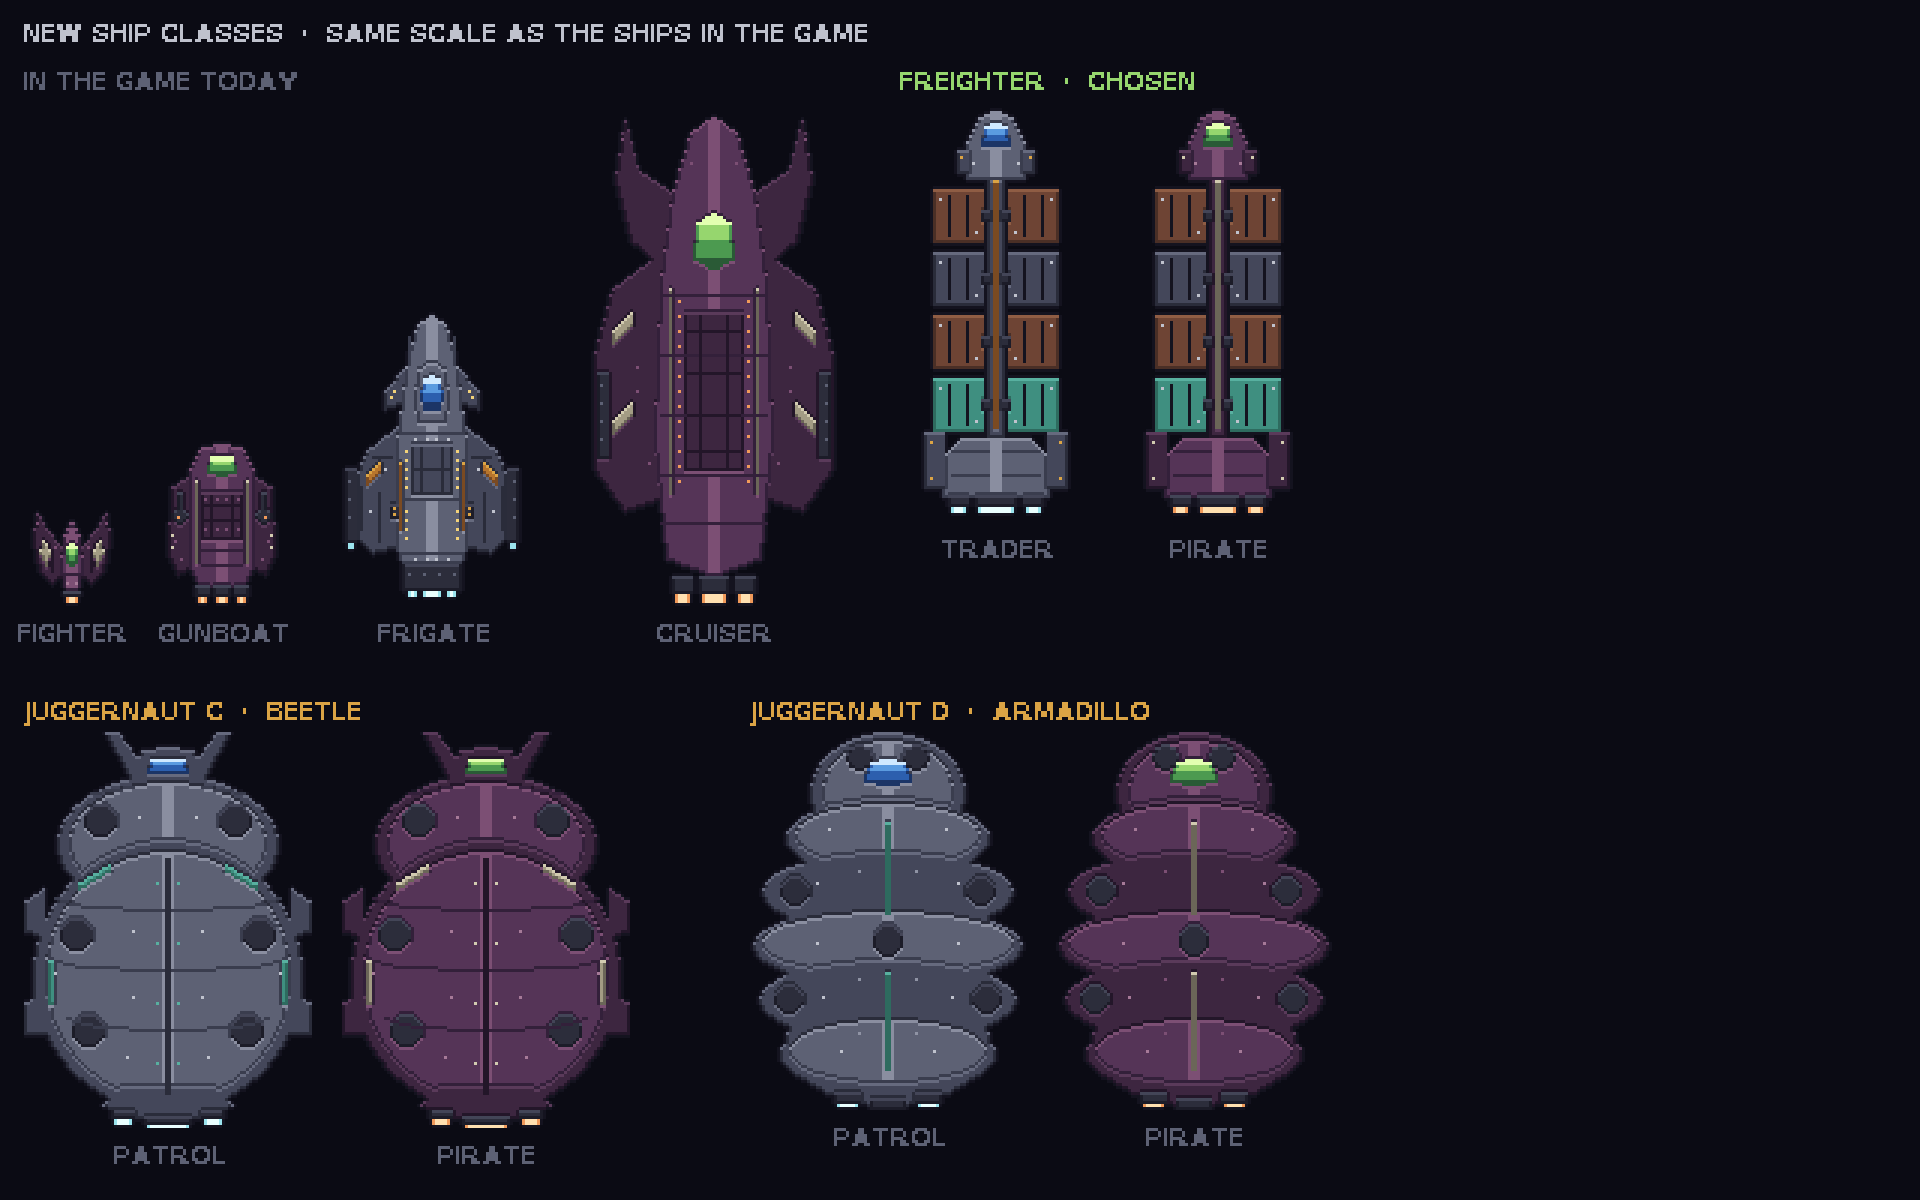 NEW SHIP CLASSES · SAME SCALE AS THE SHIPS IN THE GAME
IN THE GAME TODAY
FREIGHTER · CHOSEN
TRADER
PIRATE
FIGHTER
GUNBOAT
FRIGATE
CRUISER
JUGGERNAUT C · BEETLE
JUGGERNAUT D · ARMADILLO
PATROL
PIRATE
PATROL
PIRATE